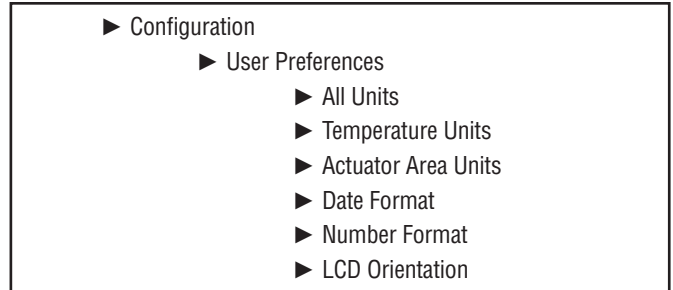 ► Configuration
► User Preferences
► All Units
► Temperature Units
► Actuator Area Units
► Date Format
► Number Format
► LCD Orientation